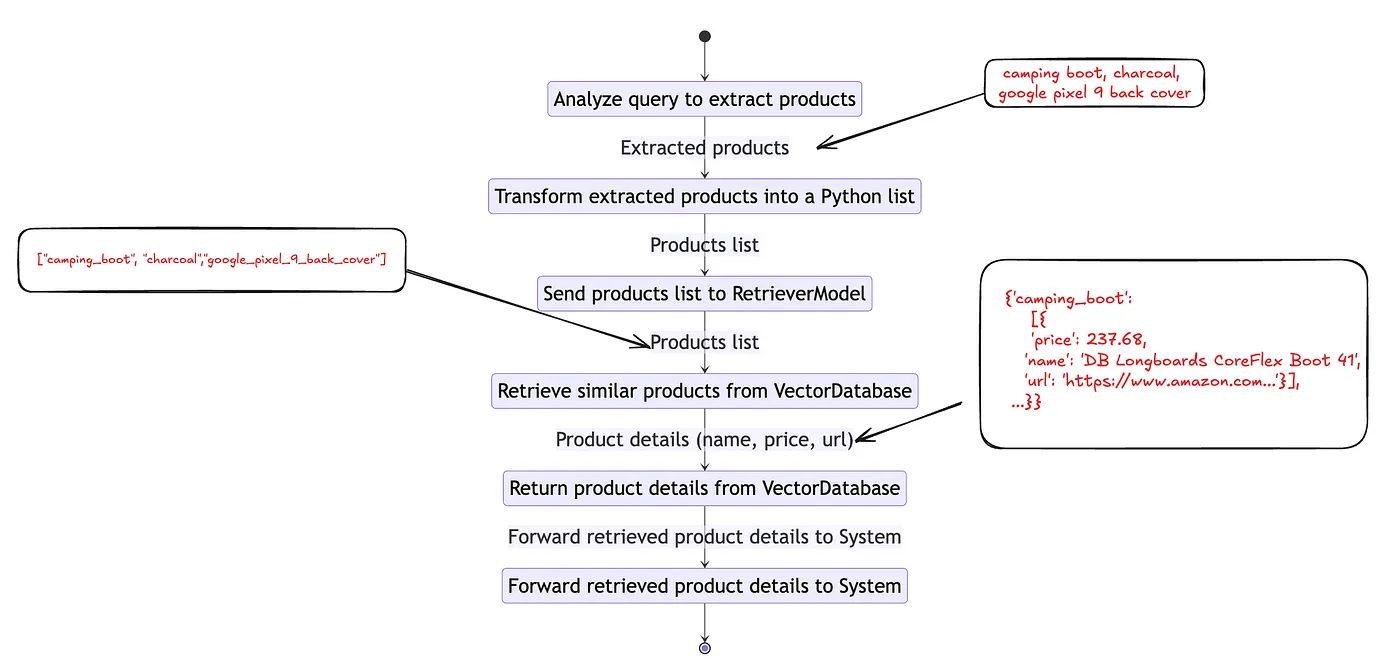 Analyze query to extract products
camping boot, charcoal,
google pixel 9 back cover
Extracted products
Transform extracted products into a Python list
Products list
["camping_boot", "charcoal","google_pixel_9_back_cover"]
Send products list to RetrieverModel
Products list
{'camping_boot':
[{
'price': 237.68,
'name': 'DB Longboards CoreFlex Boot 41',
'url': 'https://www.amazon.com...'}],
...}}
Retrieve similar products from VectorDatabase
Product details (name, price, url)
Return product details from VectorDatabase
Forward retrieved product details to System
Forward retrieved product details to System